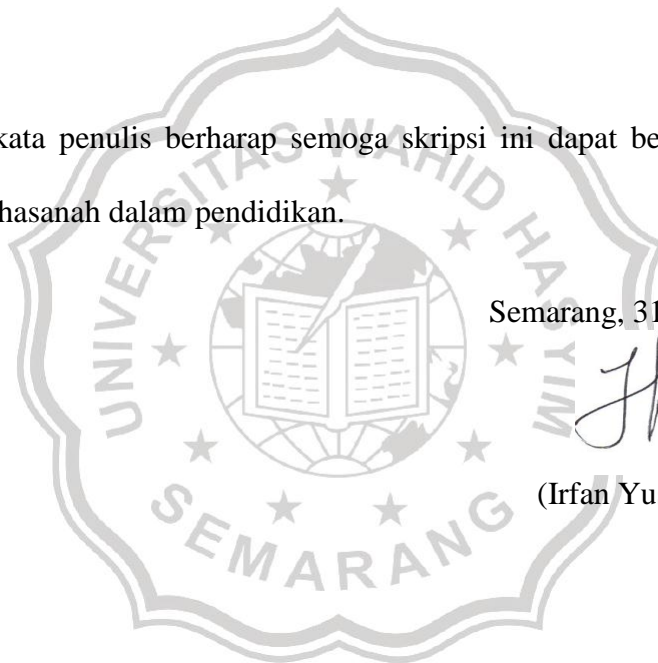 kata penulis berharap semoga skripsi ini dapat be
hasanah dalam pendidikan.
Semarang, 31
(Irfan Yu
UNIVERSITAS WAHID HASYIM
SEMARANG